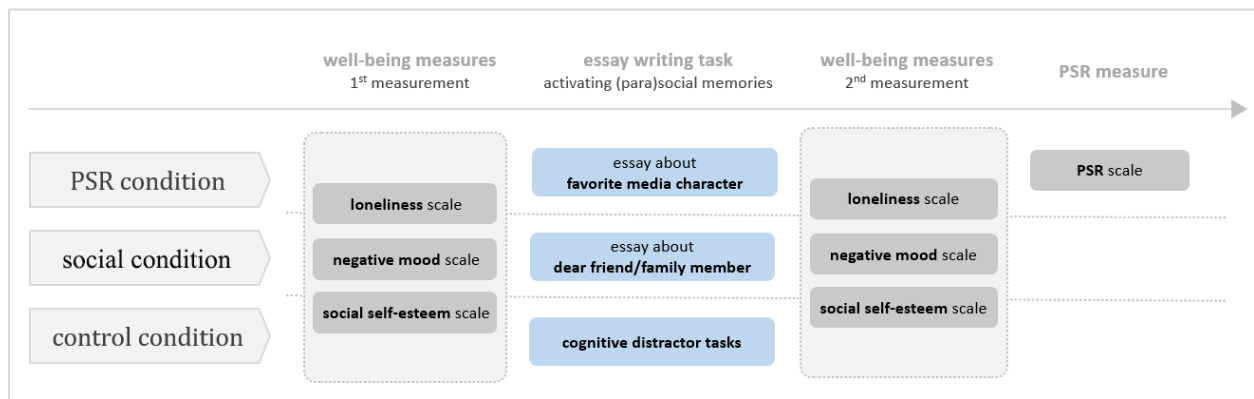 well-being measures
1st measurement
essay writing task
activating (para)social memories
well-being measures
2nd measurement
PSR measure
PSR condition
essay about
favorite media character
PSR scale
loneliness scale
loneliness scale
social condition
negative mood scale
essay about
dear friend/family member
negative mood scale
social self-esteem scale
social self-esteem scale
control condition
cognitive distractor tasks